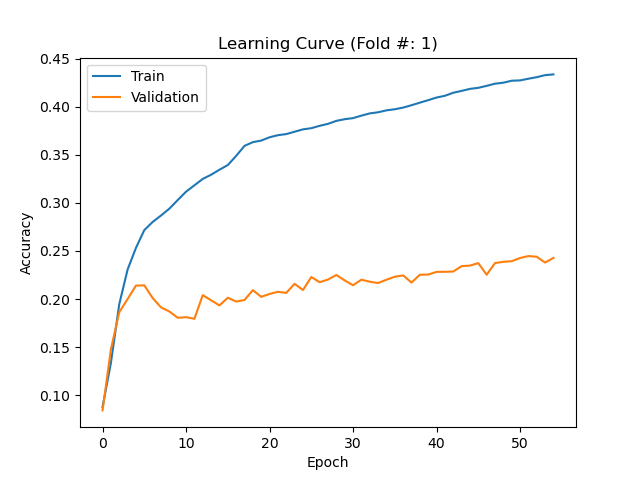 Learning Curve (Fold #: 1)
0.45
0.40
0.35
0.30
0.25
0.20
0.15
0.10
Accuracy
Train
Validation
0 10 20 30 40 50
Epoch